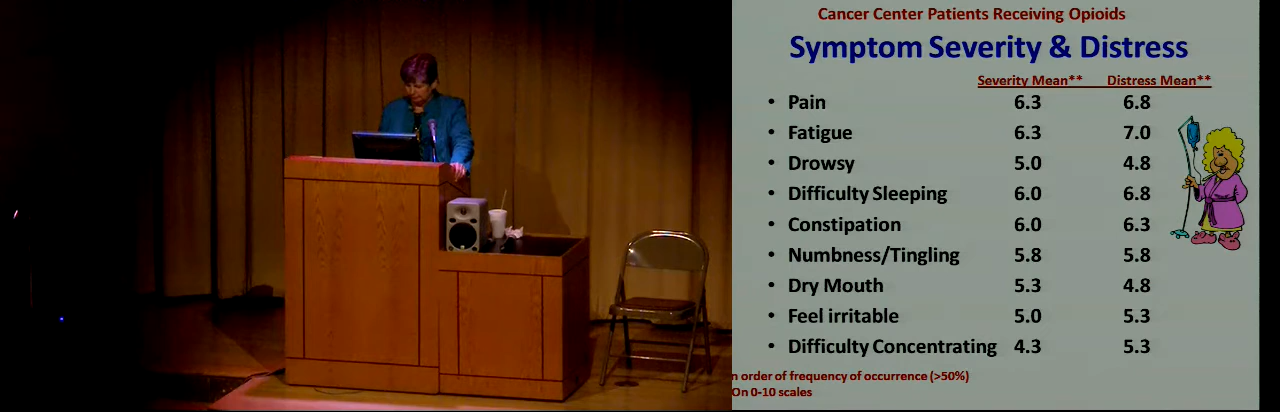 Cancer Center Patients Receiving Opioids
Symptom Severity & Distress
Severity Mean** Distress Mean**
• Pain 6.3 6.8
• Fatigue 6.3 7.0
• Drowsy 5.0 4.8
• Difficulty Sleeping 6.0 6.8
• Constipation 6.0 6.3
• Numbness/Tingling 5.8 5.8
• Dry Mouth 5.3 4.8
• Feel irritable 5.0 5.3
• Difficulty Concentrating 4.3 5.3
n order of frequency of occurrence (>50%)
On 0-10 scales